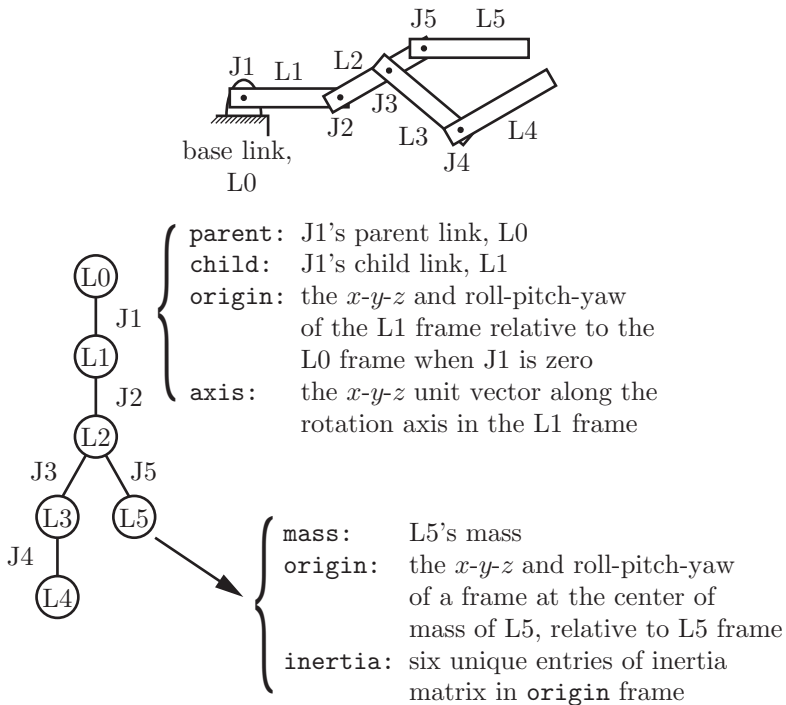 J5
L5
J1
L1
L2
J3
J2
L3
L4
J4
base link,
L0
parent: J1's parent link, L0
child: J1's child link, L1
origin: the x-y-z and roll-pitch-yaw
of the L1 frame relative to the
L0 frame when J1 is zero
axis: the x-y-z unit vector along the
rotation axis in the L1 frame
L0
J1
L1
J2
L2
J3
J5
L3
L5
J4
L4
mass: L5's mass
origin: the x-y-z and roll-pitch-yaw
of a frame at the center of
mass of L5, relative to L5 frame
inertia: six unique entries of inertia
matrix in origin frame